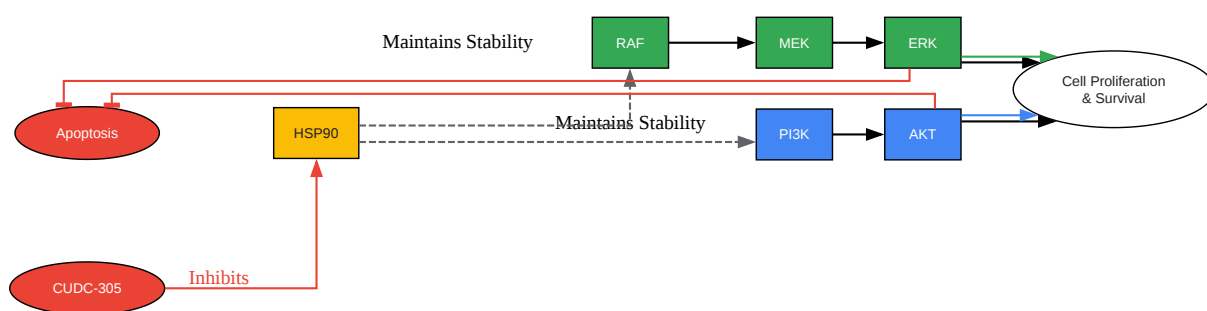 Maintains Stability
RAF
MEK
ERK
Cell Proliferation
& Survival
Apoptosis
HSP90
Maintains Stability
PI3K
AKT
CUDC-305
Inhibits